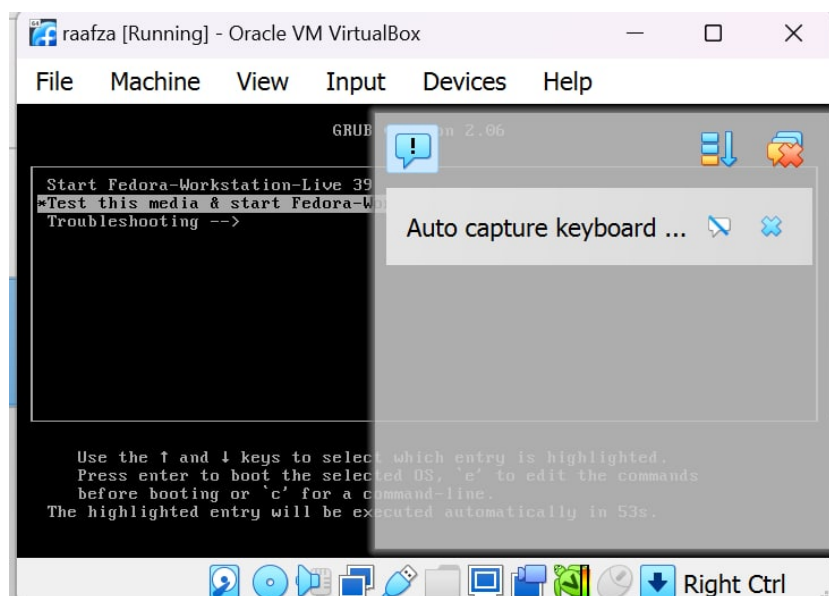 raafza [Running] - Oracle VM VirtualBox
File Machine View Input Devices Help
GRUB version 2.06
Start Fedora-Workstation-Live 39
*Test this media & start Fedora-Wo
Troubleshooting -->
Auto capture keyboard ...
Use the ↑ and ↓ keys to select which entry is highlighted.
Press enter to boot the selected OS, `e' to edit the commands
before booting or `c' for a command-line.
The highlighted entry will be executed automatically in 53s.
Right Ctrl